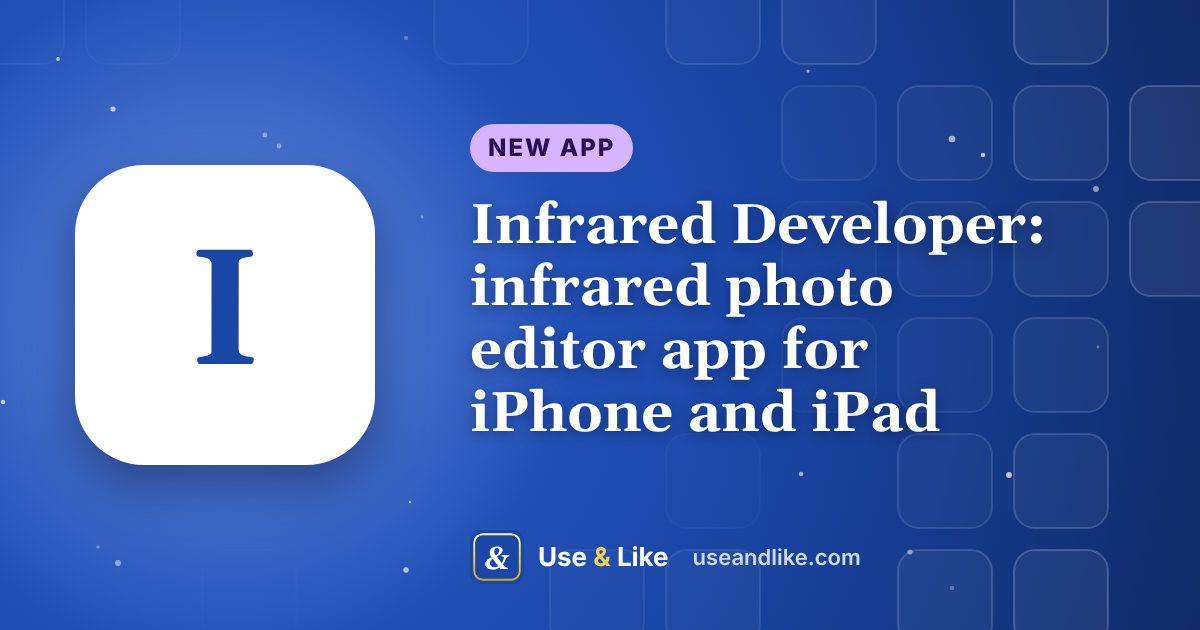 I
NEW APP
Infrared Developer:
infrared photo
editor app for
iPhone and iPad
& Use & Like useandlike.com